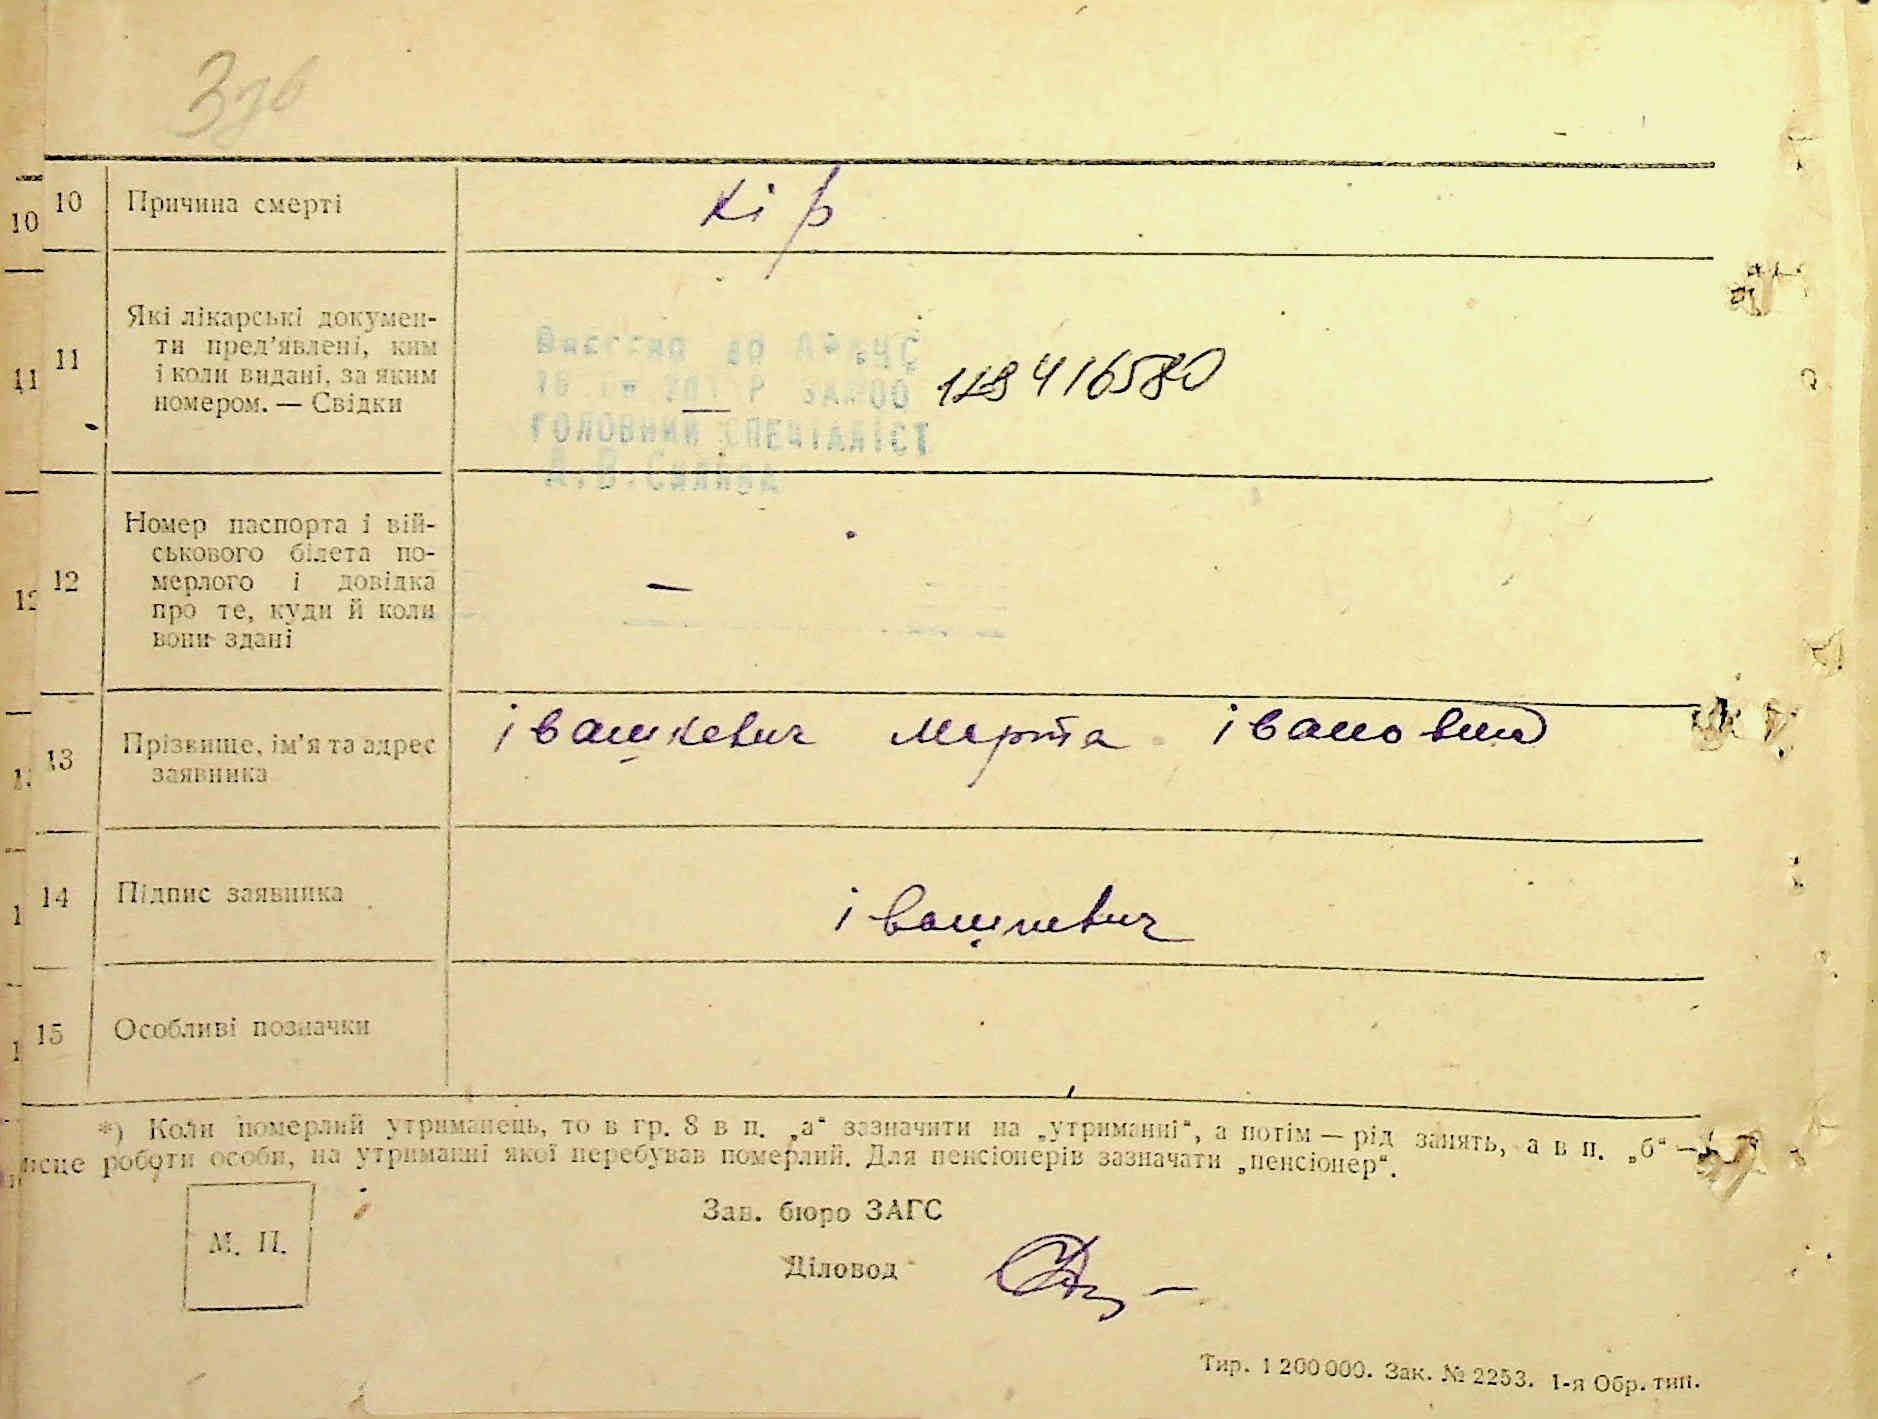 10 Причина смерті кір
11 Які лікарські докумен-
ти пред'явлені, ким
і коли видані, за яким
номером. — Свідки
— 128416580
ГОЛОВНИЙ СПЕЦІАЛІСТ
12 Номер паспорта і вій-
ськового білета по-
мерлого і довідка
про те, куди й коли
вони здані
—
13 Прізвище, ім'я та адрес
заявника
івашкевич Марта івановна
14 Підпис заявника івашкевич
15 Особливі позначки
*) Коли померлий утриманець, то в гр. 8 в п. „а“ зазначити на „утриманні“, а потім — рід занять, а в п. „б“ —
місце роботи особи, на утриманні якої перебував померлий. Для пенсіонерів зазначати „пенсіонер“.
М. П.
Зав. бюро ЗАГС
Діловод
Тир. 1 200 000. Зак. № 2253. 1-я Обр. тип.